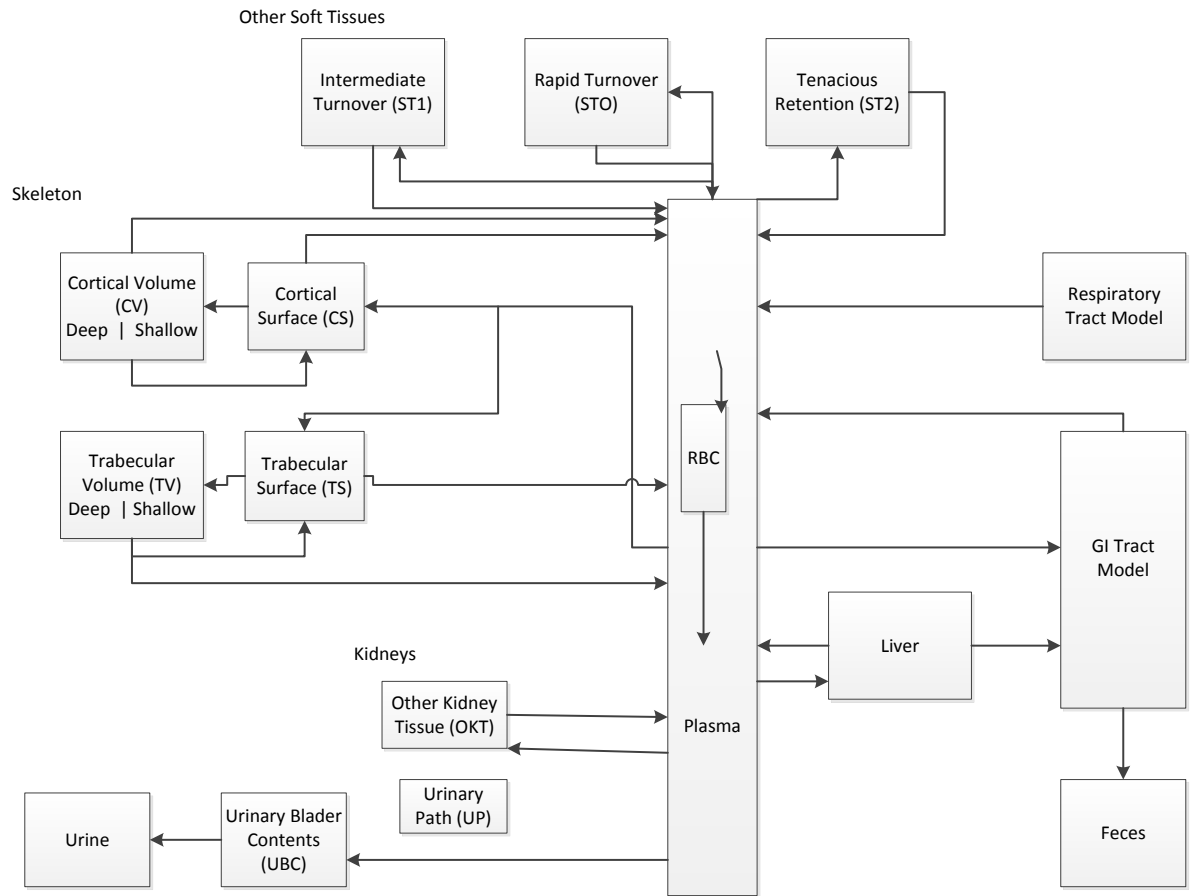 Other Soft Tissues
Intermediate
Turnover (ST1)
Rapid Turnover
(STO)
Tenacious
Retention (ST2)
Skeleton
Cortical Volume
(CV)
Deep | Shallow
Cortical
Surface (CS)
Respiratory
Tract Model
Trabecular
Volume (TV)
Deep | Shallow
Trabecular
Surface (TS)
RBC
GI Tract
Model
Liver
Kidneys
Other Kidney
Tissue (OKT)
Plasma
Urinary
Path (UP)
Urine
Urinary Blader
Contents
(UBC)
Feces